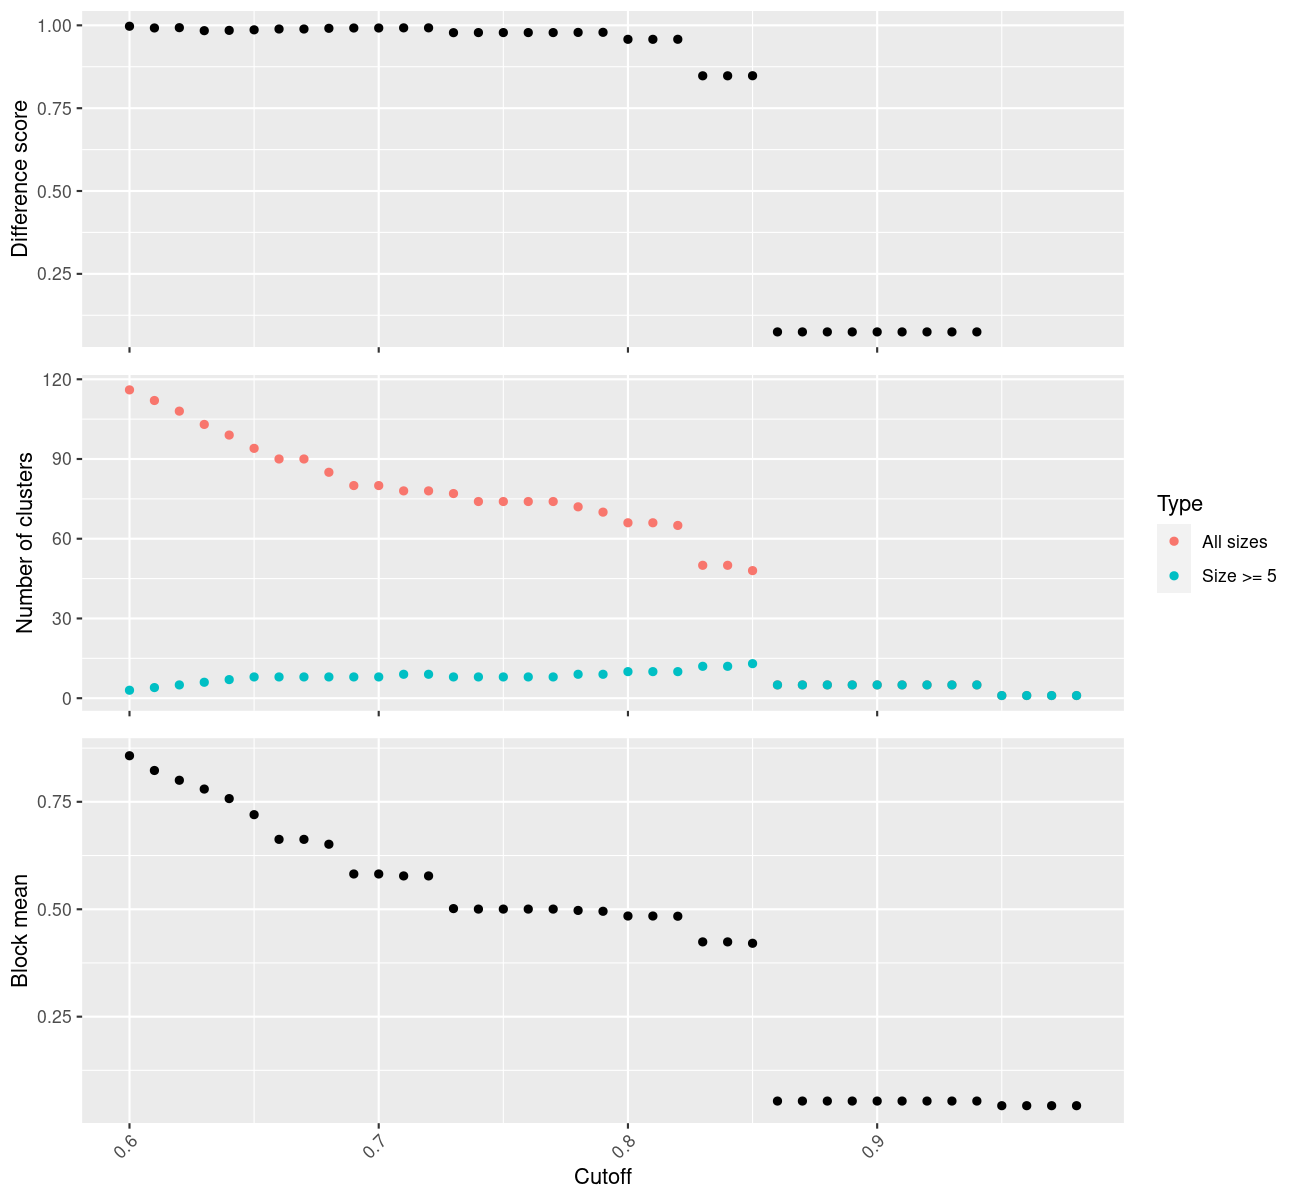 Difference score
1.00
0.75
0.50
0.25
Number of clusters
120
90
60
30
0
Type
All sizes
Size >= 5
Block mean
0.75
0.50
0.25
0.6
0.7
0.8
0.9
Cutoff